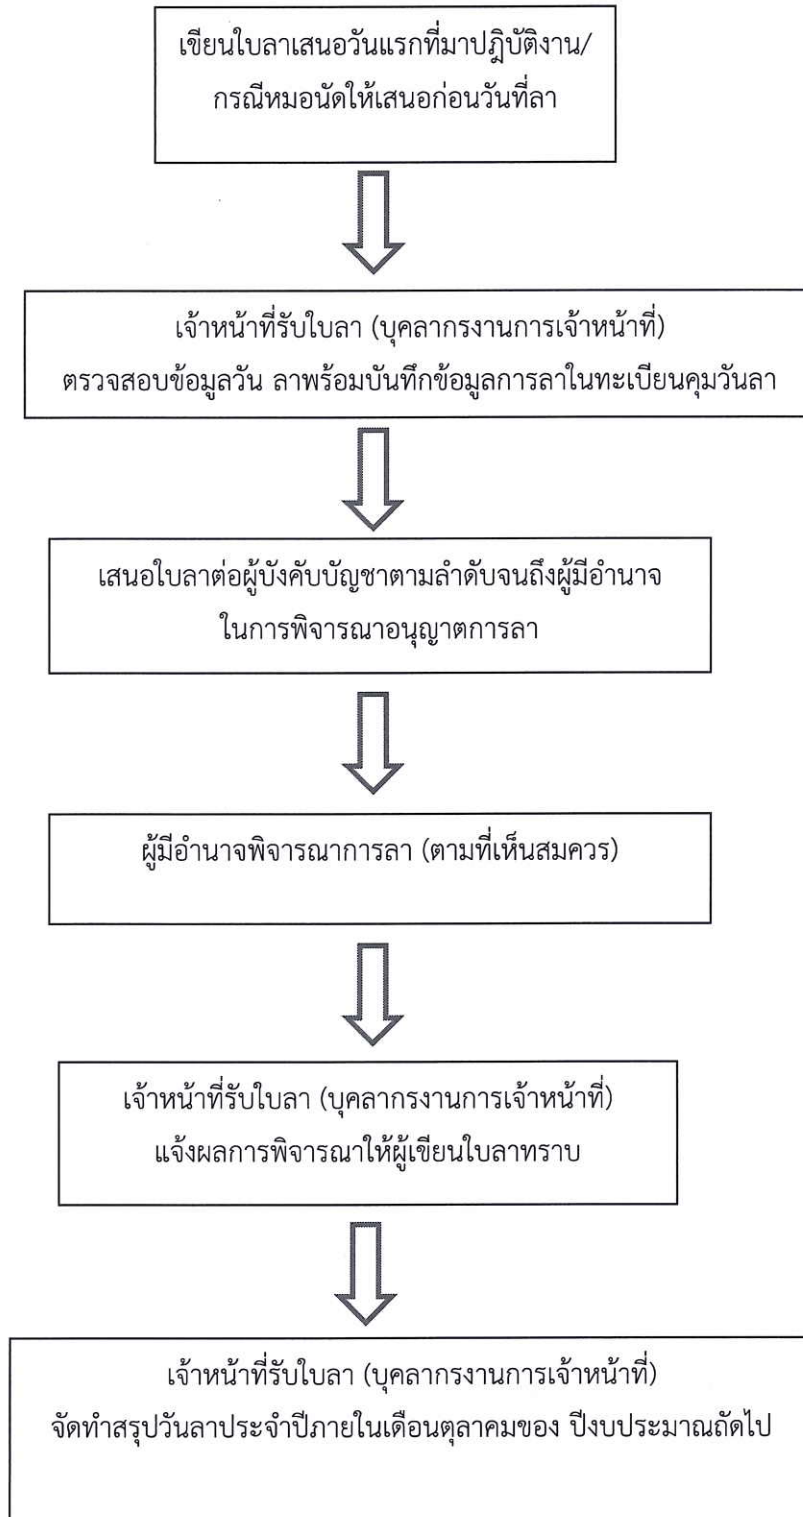 เขียนใบลาเสนอวันแรกที่มาปฎิบัติงาน/
กรณีหมอนัดให้เสนอก่อนวันที่ลา
เจ้าหน้าที่รับใบลา (บุคลากรงานการเจ้าหน้าที่)
ตรวจสอบข้อมูลวัน ลาพร้อมบันทึกข้อมูลการลาในทะเบียนคุมวันลา
เสนอใบลาต่อผู้บังคับบัญชาตามลำดับจนถึงผู้มีอำนาจ
ในการพิจารณาอนุญาตการลา
ผู้มีอำนาจพิจารณาการลา (ตามที่เห็นสมควร)
เจ้าหน้าที่รับใบลา (บุคลากรงานการเจ้าหน้าที่)
แจ้งผลการพิจารณาให้ผู้เขียนใบลาทราบ
เจ้าหน้าที่รับใบลา (บุคลากรงานการเจ้าหน้าที่)
จัดทำสรุปวันลาประจำปีภายในเดือนตุลาคมของ ปีงบประมาณถัดไป